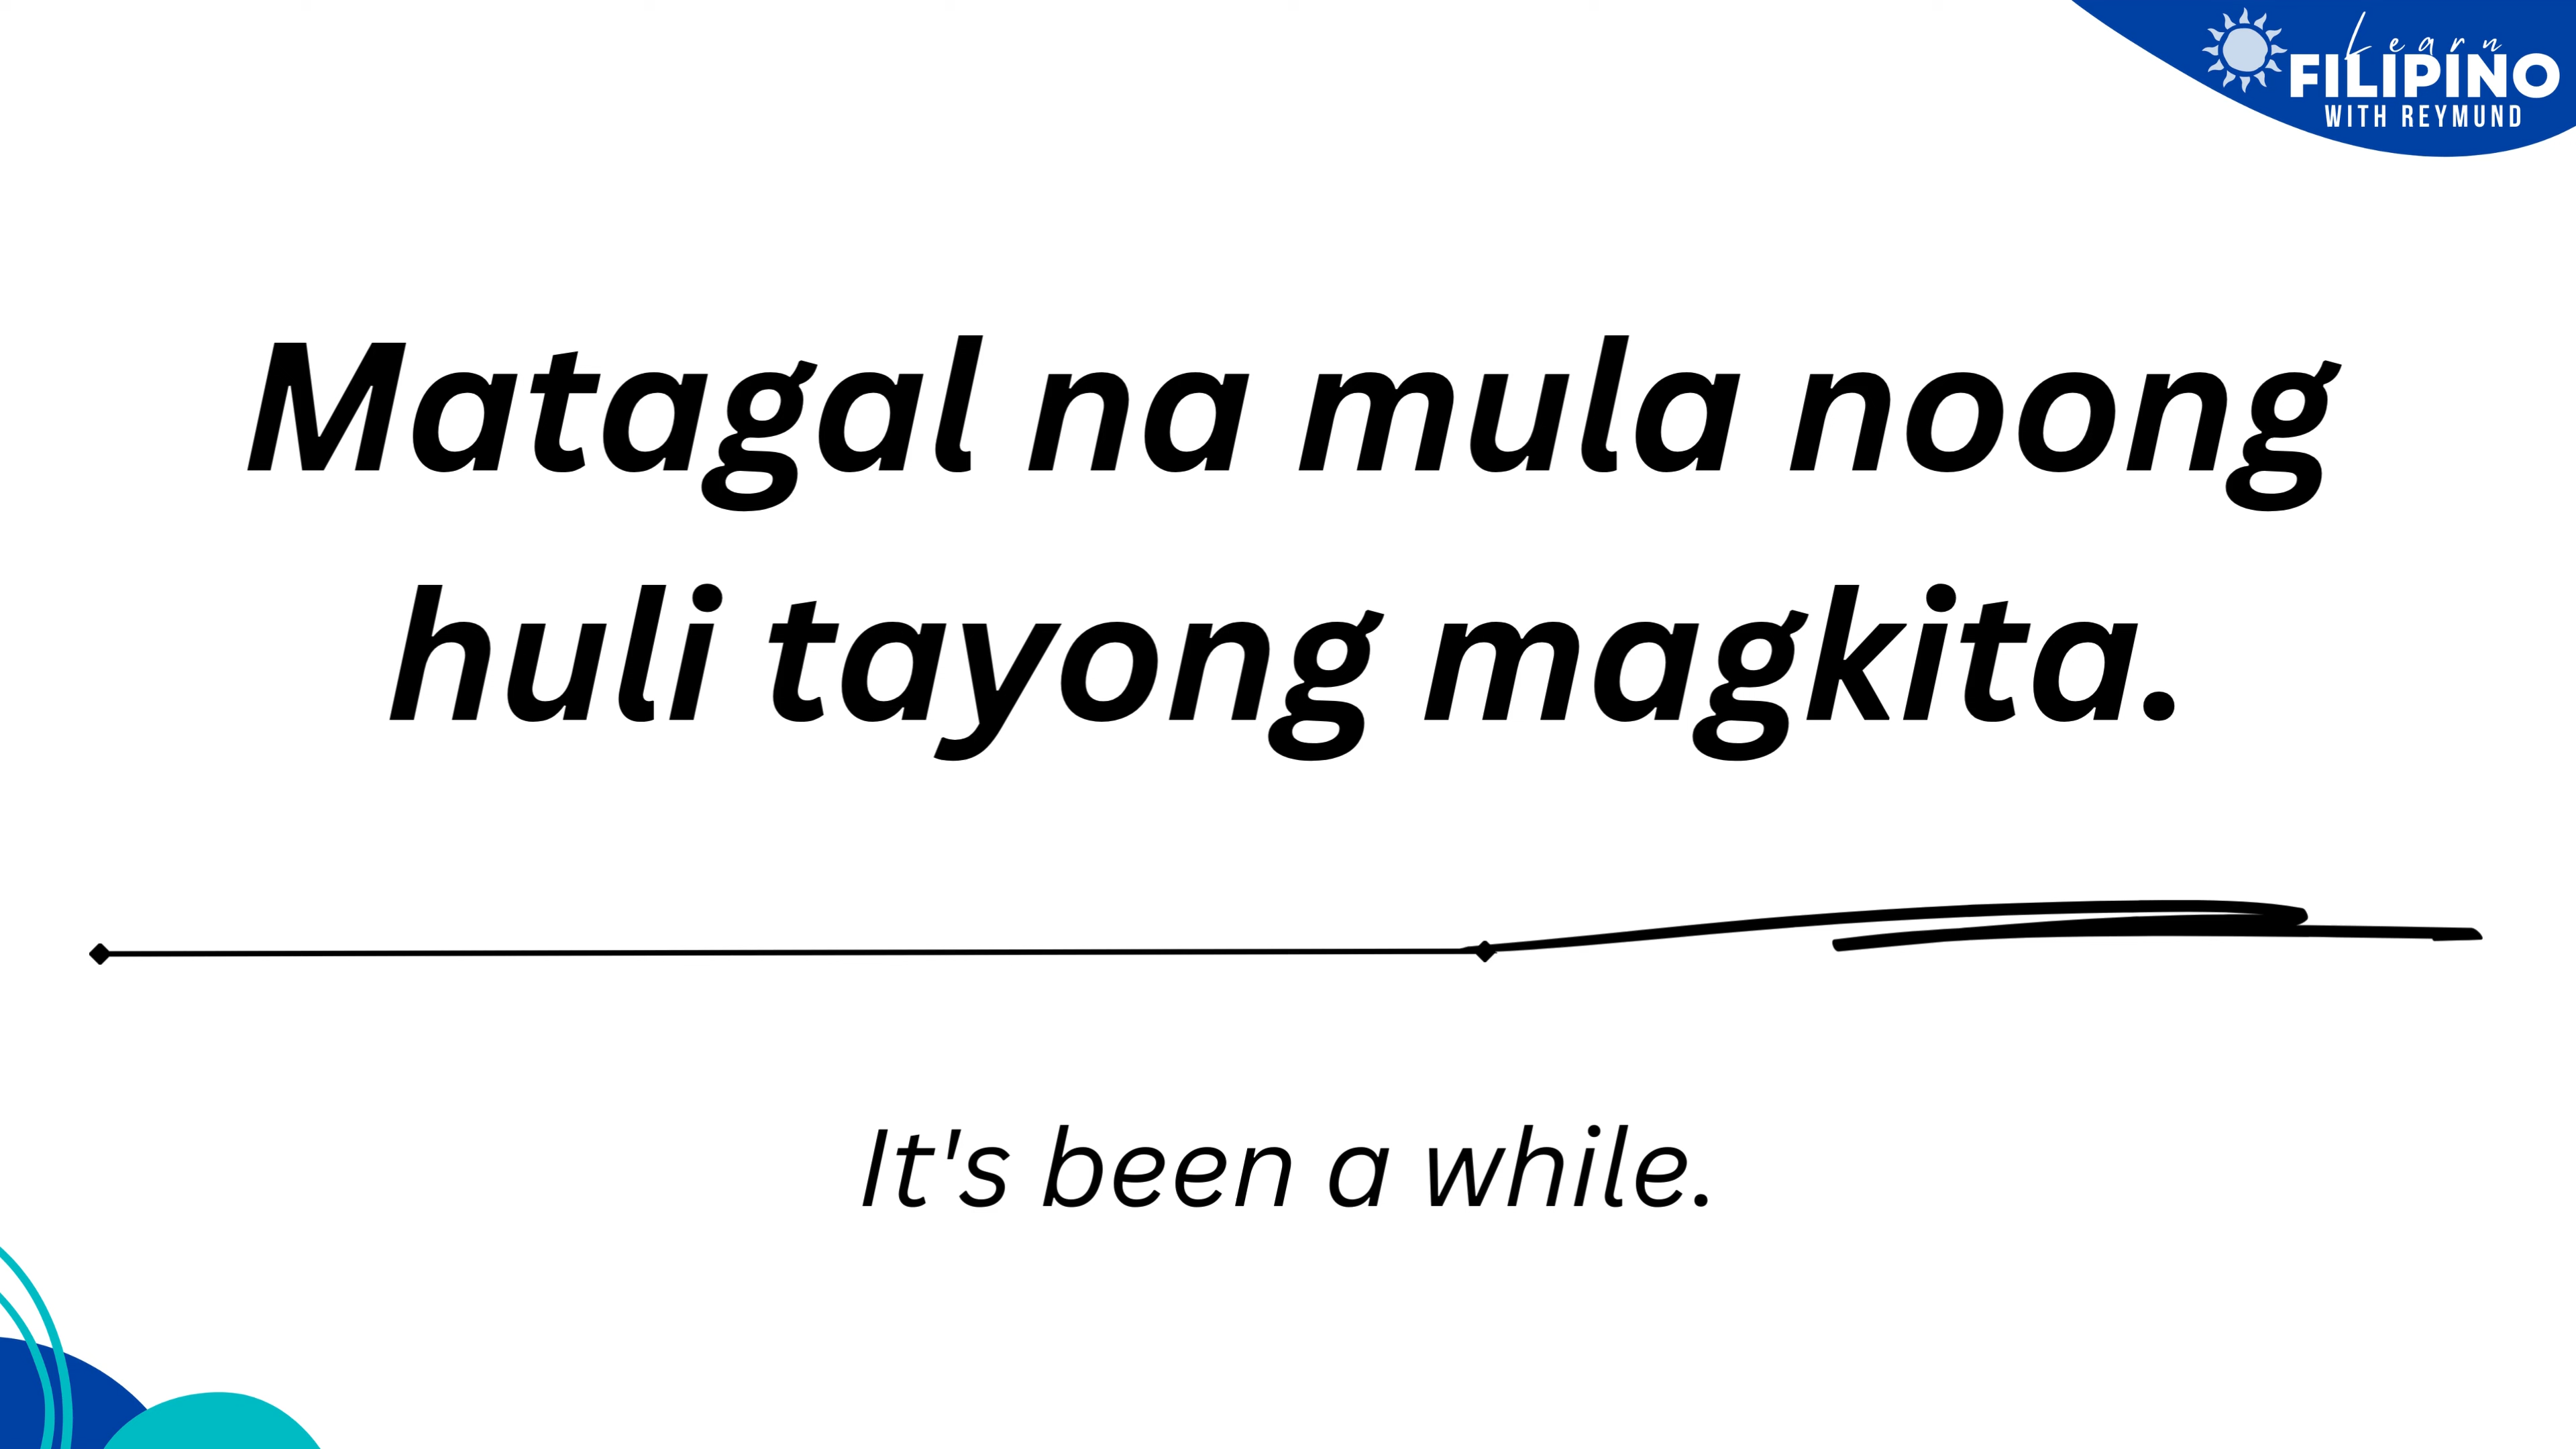 Learn
FILIPINO
WITH REYMUND
Matagal na mula noong
huli tayong magkita.
It's been a while.